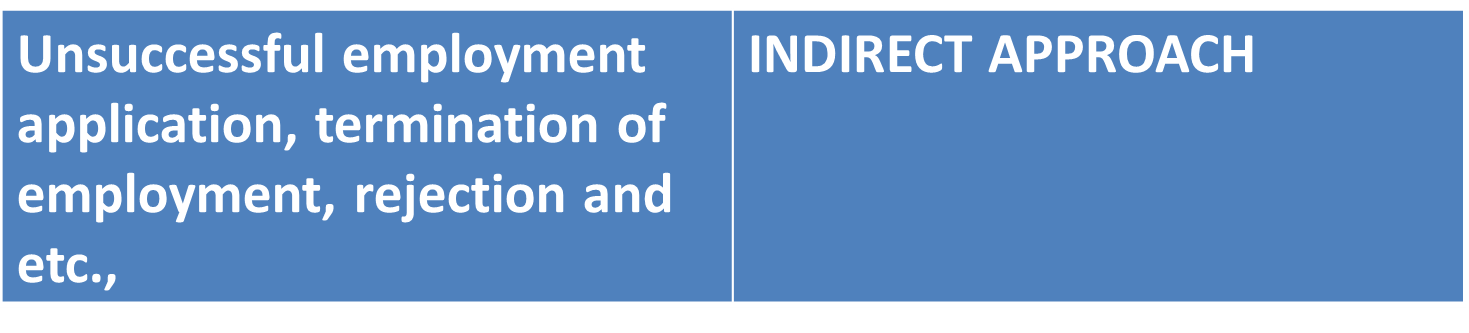 Unsuccessful employment
application, termination of
employment, rejection and
etc.,
INDIRECT APPROACH